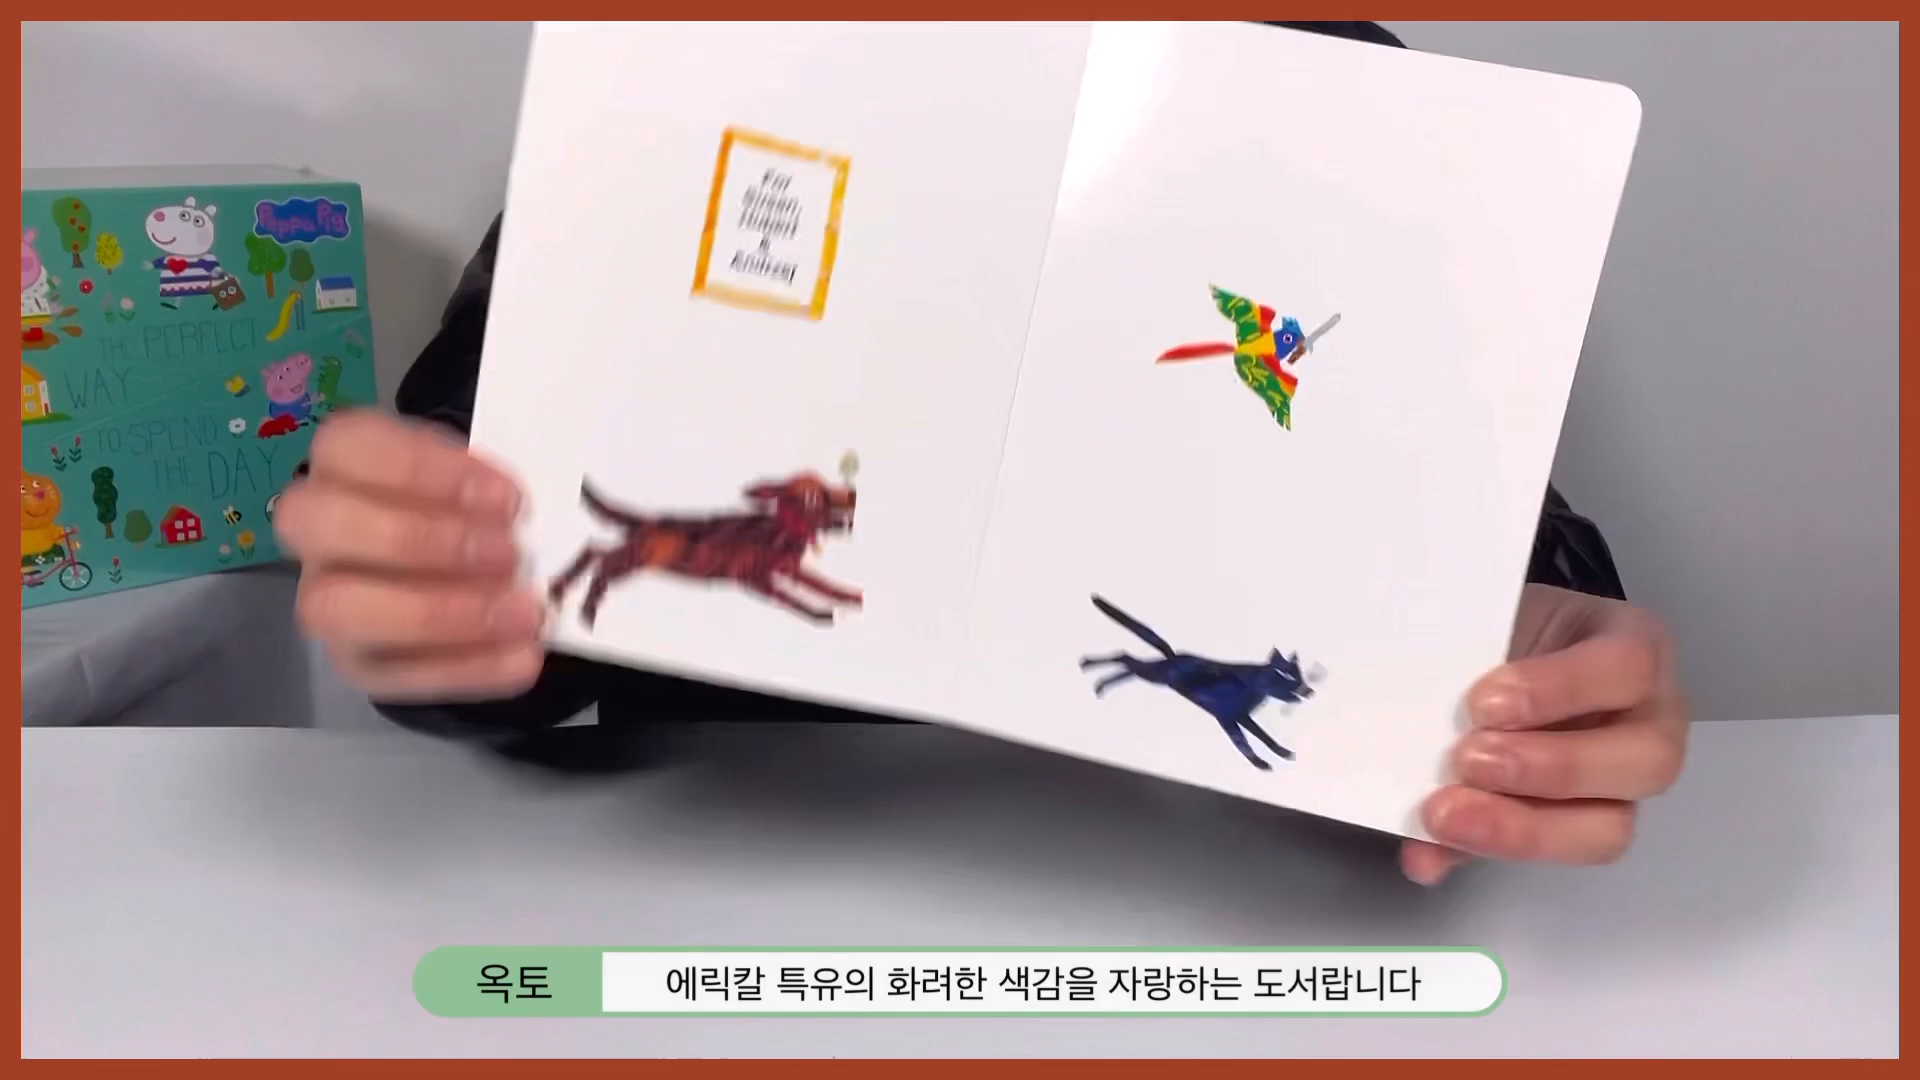 Peppa Pig
THE PERFECT
WAY
TO SPEND
THE DAY
For
&
옥토
에릭칼 특유의 화려한 색감을 자랑하는 도서랍니다